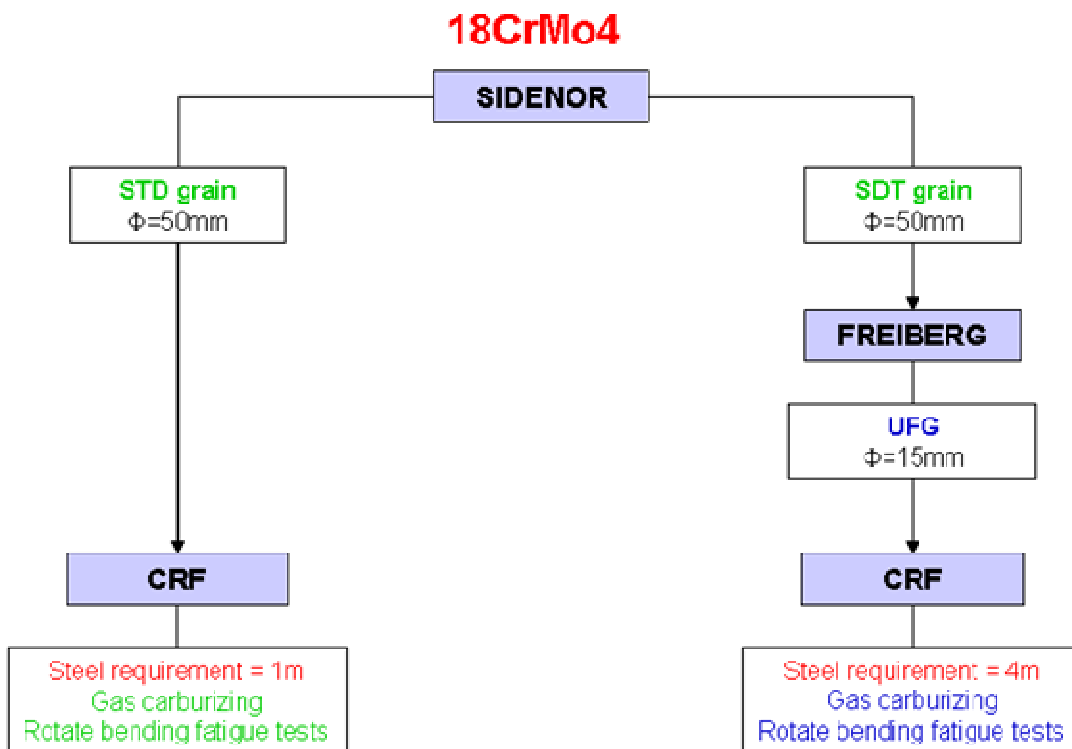 18CrMo4
SIDENOR
STD grain
Φ=50mm
SDT grain
Φ=50mm
FREIBERG
UFG
Φ=15mm
CRF
CRF
Steel requirement = 1m
Gas carburizing
Rotate bending fatigue tests
Steel requirement = 4m
Gas carburizing
Rotate bending fatigue tests